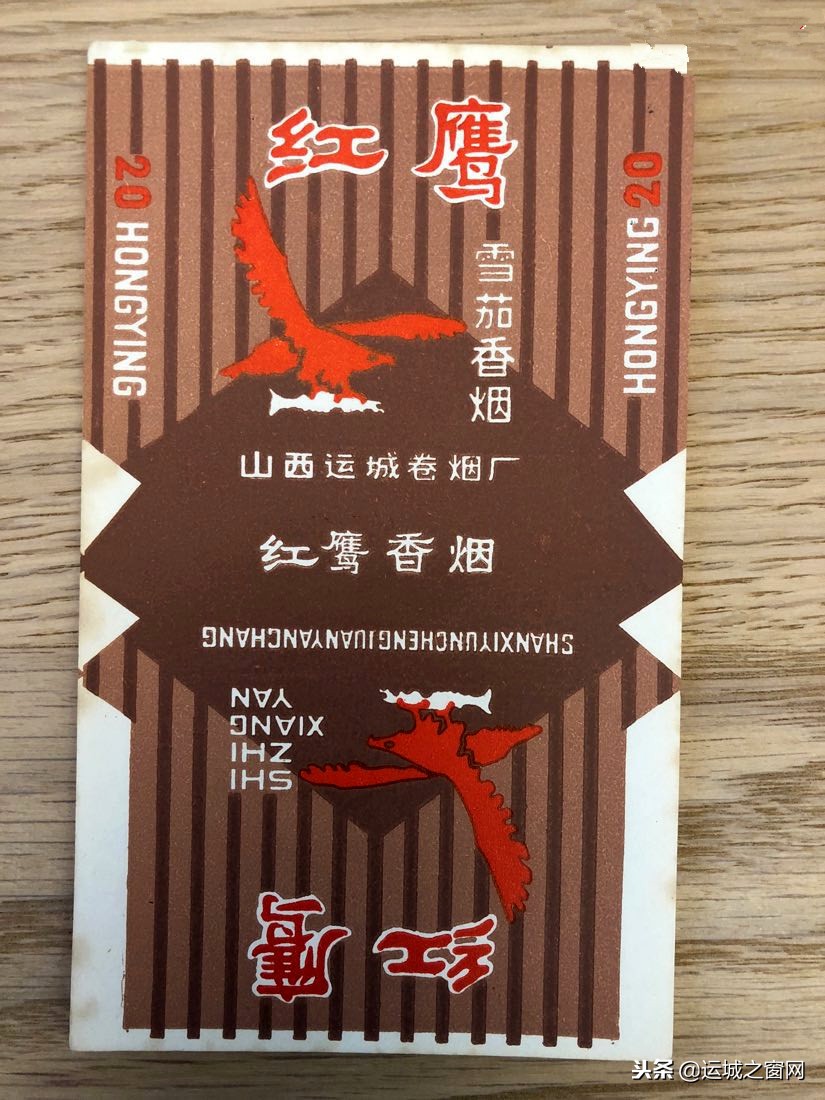 红鹰
20 HONGYING
HONGYING 20
雪茄香烟
山西运城卷烟厂
红鹰香烟
SHANXIYUNCHENGJUANYANCHANG
SHI
ZHI
XIANG
YAN
红鹰
头条 @运城之窗网